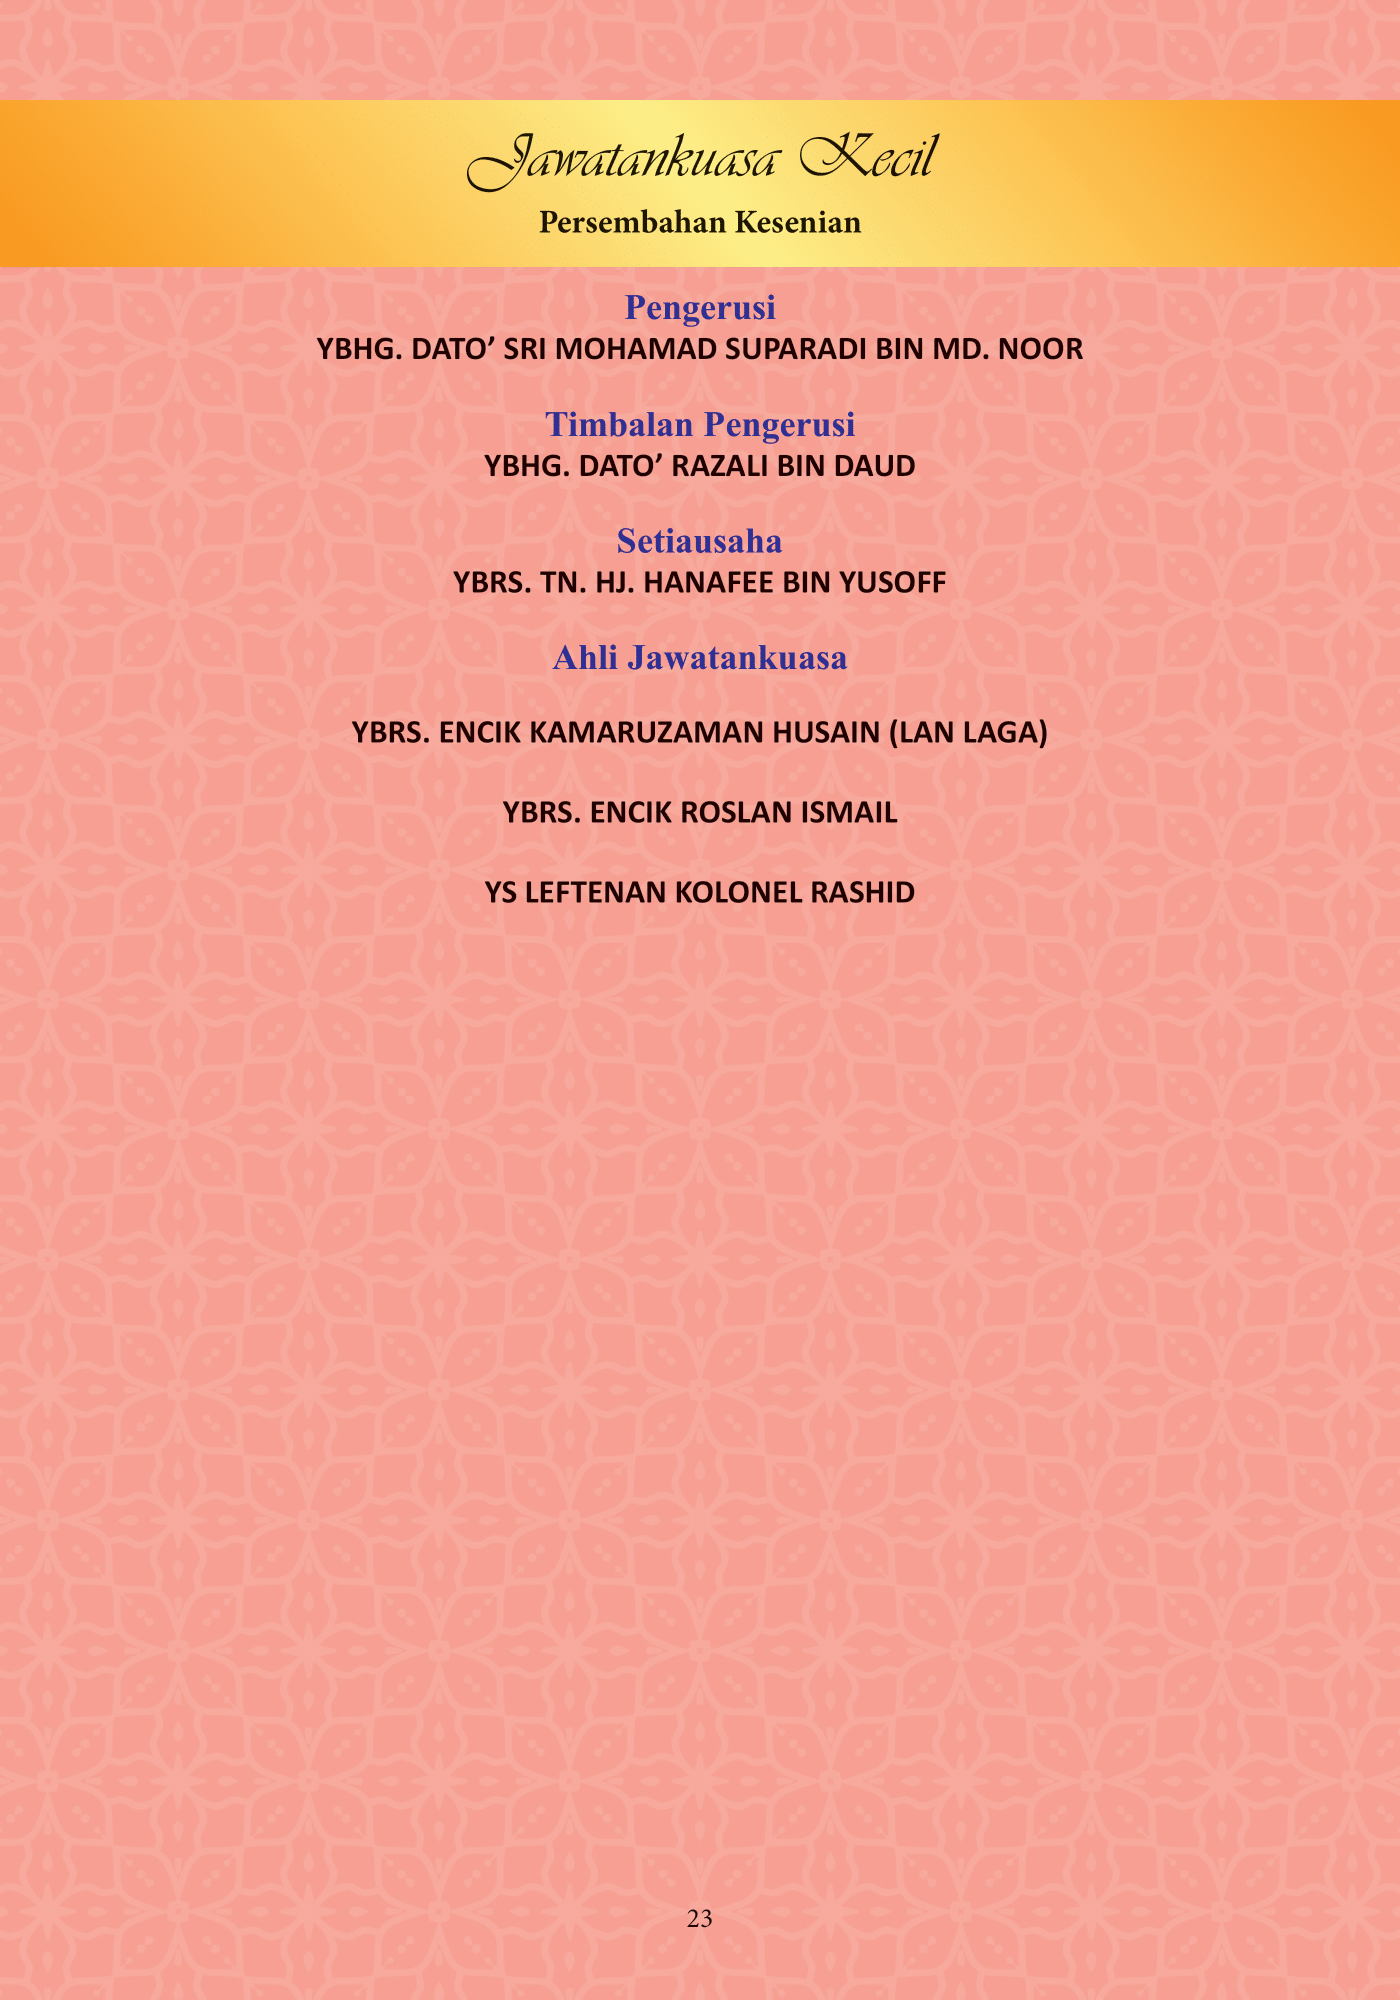 Jawatankuasa Kecil
Persembahan Kesenian
Pengerusi
YBHG. DATO’ SRI MOHAMAD SUPARADI BIN MD. NOOR
Timbalan Pengerusi
YBHG. DATO’ RAZALI BIN DAUD
Setiausaha
YBRS. TN. HJ. HANAFEE BIN YUSOFF
Ahli Jawatankuasa
YBRS. ENCIK KAMARUZAMAN HUSAIN (LAN LAGA)
YBRS. ENCIK ROSLAN ISMAIL
YS LEFTENAN KOLONEL RASHID
23